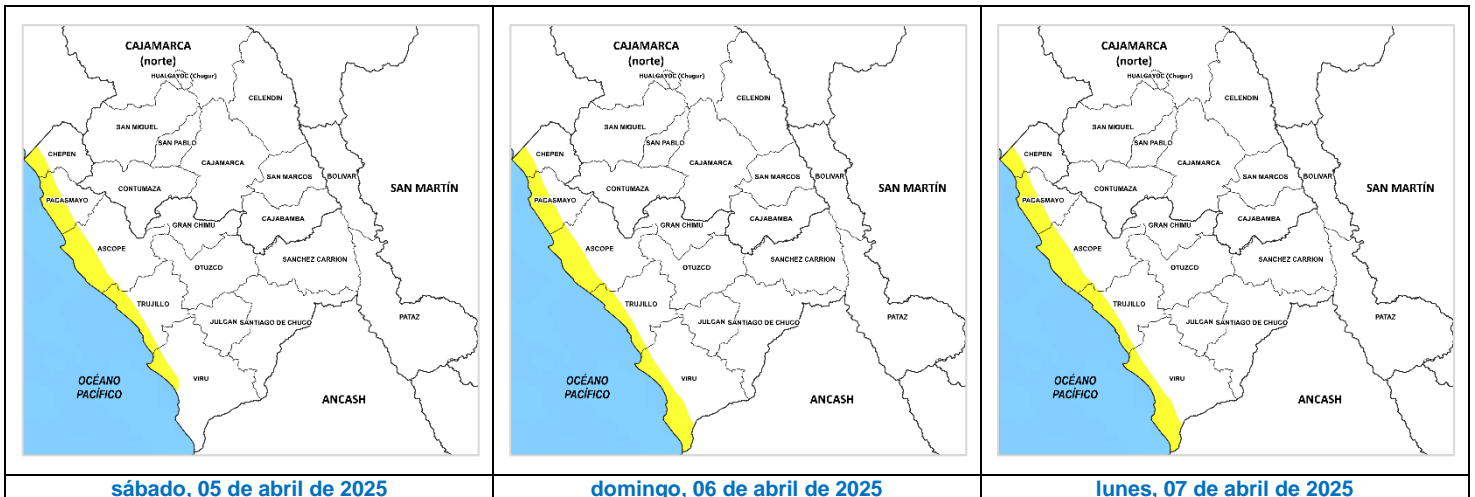 CAJAMARCA
(norte)
HUALGAYOC (Chugur)
CELENDIN
SAN MIGUEL
SAN PABLO
CHEPEN
CAJAMARCA
SAN MARCOS
BOLIVAR
CONTUMAZA
SAN MARTÍN
PACASMAYO
CAJABAMBA
GRAN CHIMU
ASCOPE
SANCHEZ CARRION
OTUZCO
TRUJILLO
PATAZ
JULCAN
SANTIAGO DE CHUCO
VIRU
OCÉANO
PACÍFICO
ANCASH
sábado, 05 de abril de 2025
CAJAMARCA
(norte)
HUALGAYOC (Chugur)
CELENDIN
SAN MIGUEL
SAN PABLO
CHEPEN
CAJAMARCA
SAN MARCOS
BOLIVAR
CONTUMAZA
SAN MARTÍN
PACASMAYO
CAJABAMBA
GRAN CHIMU
ASCOPE
SANCHEZ CARRION
OTUZCO
TRUJILLO
PATAZ
JULCAN
SANTIAGO DE CHUCO
VIRU
OCÉANO
PACÍFICO
ANCASH
domingo, 06 de abril de 2025
CAJAMARCA
(norte)
HUALGAYOC (Chugur)
CELENDIN
SAN MIGUEL
SAN PABLO
CHEPEN
CAJAMARCA
SAN MARCOS
BOLIVAR
CONTUMAZA
SAN MARTÍN
PACASMAYO
CAJABAMBA
GRAN CHIMU
ASCOPE
SANCHEZ CARRION
OTUZCO
TRUJILLO
PATAZ
JULCAN
SANTIAGO DE CHUCO
VIRU
OCÉANO
PACÍFICO
ANCASH
lunes, 07 de abril de 2025